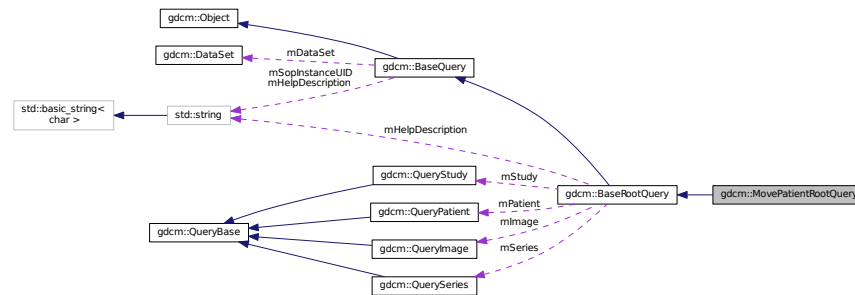 gdcm::Object
gdcm::DataSet
mDataSet
gdcm::BaseQuery
mSopInstanceUID
mHelpDescription
std::basic_string<
char >
std::string
mHelpDescription
gdcm::QueryStudy
mStudy
gdcm::BaseRootQuery
gdcm::MovePatientRootQuery
mPatient
gdcm::QueryPatient
mImage
gdcm::QueryBase
gdcm::QueryImage
mSeries
gdcm::QuerySeries